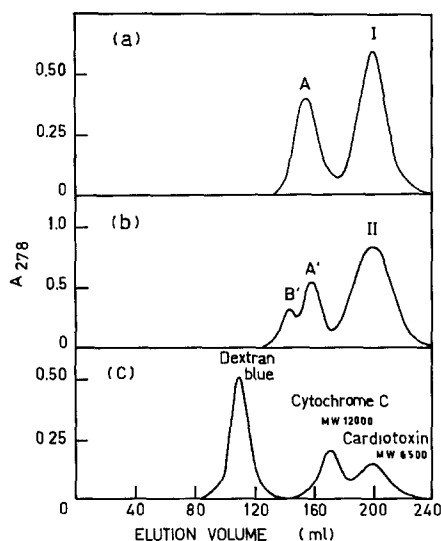 (a)
I
A
0.50
0.25
0
(b)
II
1.0
A'
B'
0.5
0
A 278
(C)
Dextran
blue
0.50
Cytochrome C
MW 12000
Cardiotoxin
MW 6500
0.25
0
0 40 80 120 160 200 240
ELUTION VOLUME (ml)